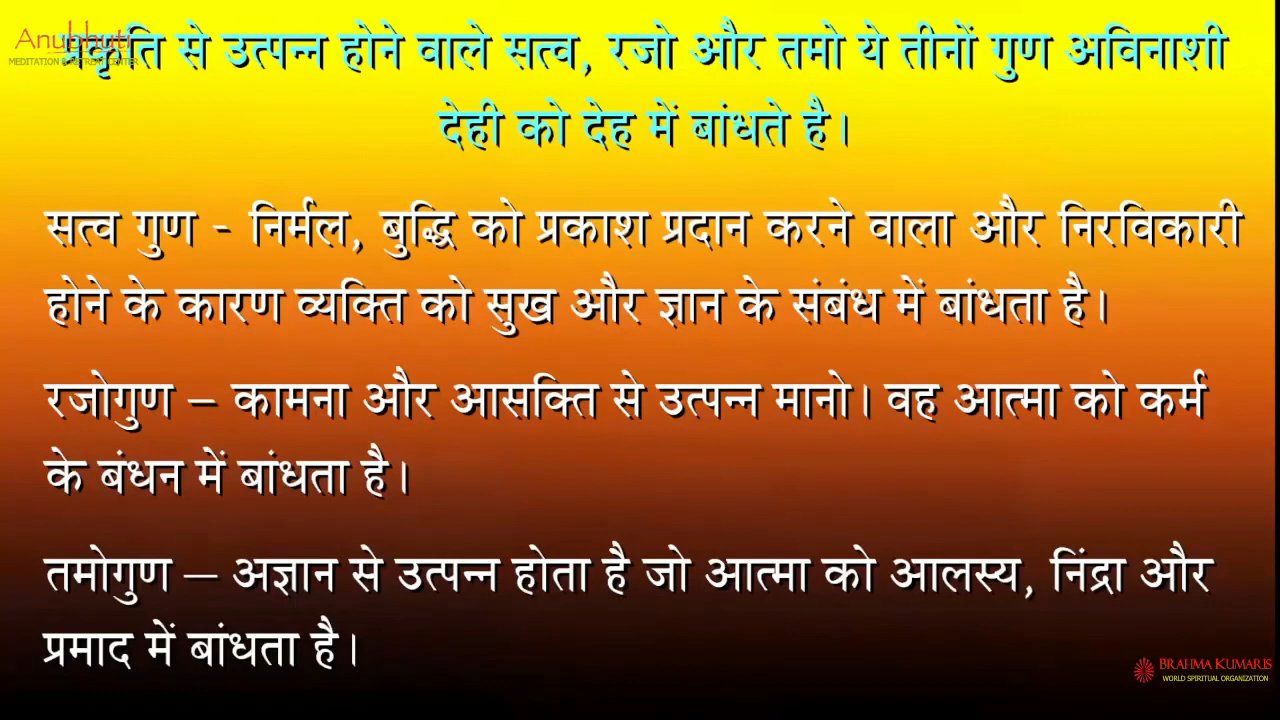 Anubhuti
MEDITATION & RETREAT CENTER
प्रकृति से उत्पन्न होने वाले सत्व, रजो और तमो ये तीनों गुण अविनाशी
देही को देह में बांधते है।
सत्व गुण - निर्मल, बुद्धि को प्रकाश प्रदान करने वाला और निरविकारी
होने के कारण व्यक्ति को सुख और ज्ञान के संबंध में बांधता है।
रजोगुण – कामना और आसक्ति से उत्पन्न मानो। वह आत्मा को कर्म
के बंधन में बांधता है।
तमोगुण – अज्ञान से उत्पन्न होता है जो आत्मा को आलस्य, निंद्रा और
प्रमाद में बांधता है।
BRAHMA KUMARIS
WORLD SPIRITUAL ORGANIZATION